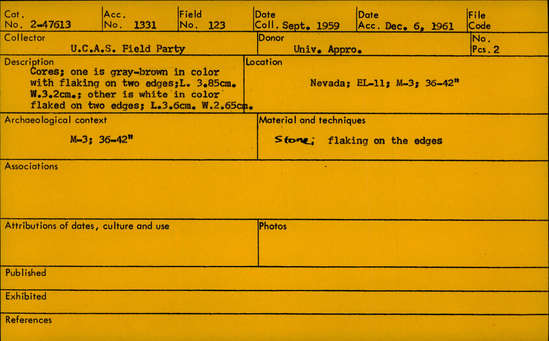 Cat. No. 2-47613 Acc. No. 1331 Field No. 123 Date Coll. Sept. 1959 Date Acc. Dec. 6, 1961 File Code
Collector U.C.A.S. Field Party Donor Univ. Appro. No. Pcs. 2
Description
Cores; one is gray-brown in color
with flaking on two edges;L. 3.85cm.
W.3.2cm.; other is white in color
flaked on two edges; L.3.6cm. W.2.65cm.
Location
Nevada; EL-11; M-3; 36-42"
Archaeological context
M-3; 36-42"
Material and techniques
Stone; flaking on the edges
Associations
Attributions of dates, culture and use
Photos
Published
Exhibited
References